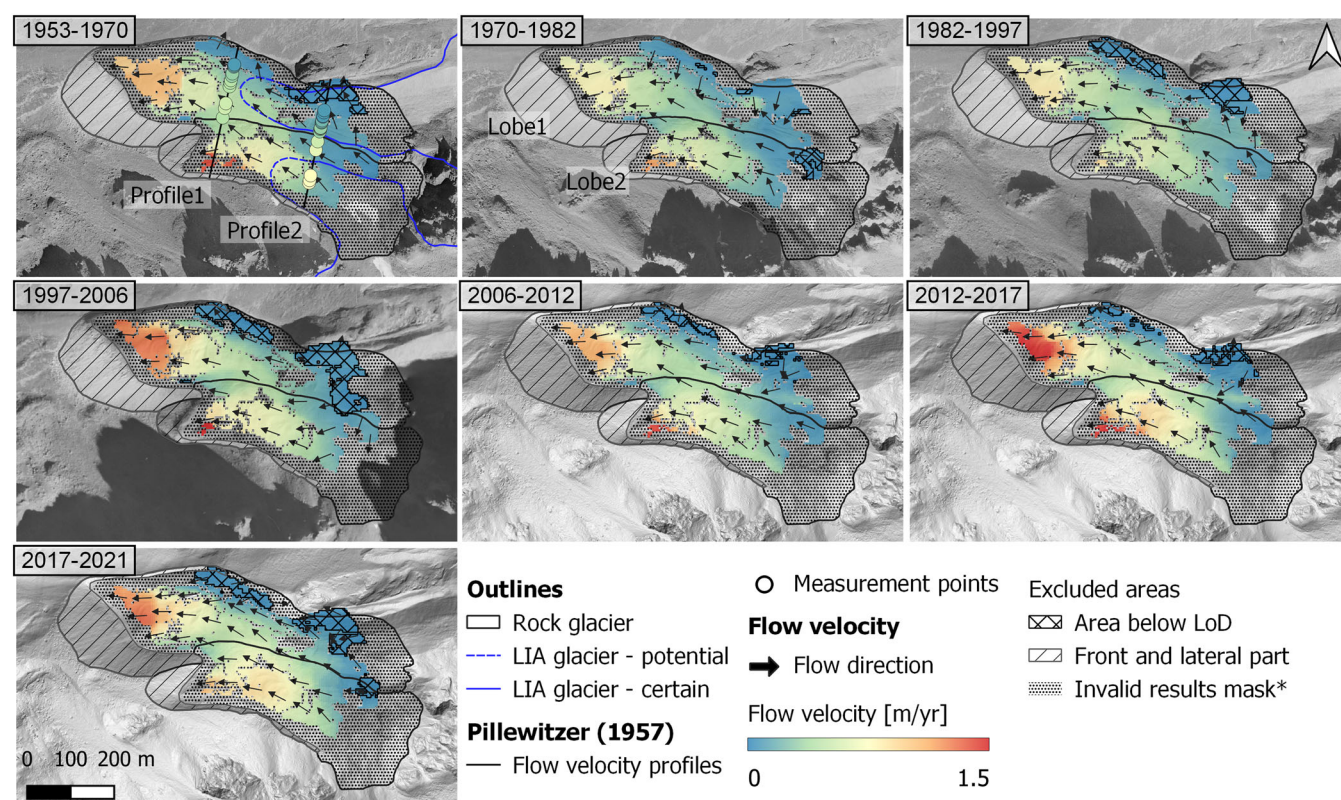 1953-1970
1970-1982
1982-1997
Profile1
Profile2
Lobe1
Lobe2
1997-2006
2006-2012
2012-2017
2017-2021
0 100 200 m
Outlines
Rock glacier
LIA glacier - potential
LIA glacier - certain
Pillewitzer (1957)
Flow velocity profiles
Measurement points
Flow velocity
Flow direction
Flow velocity [m/yr]
0 1.5
Excluded areas
Area below LoD
Front and lateral part
Invalid results mask*